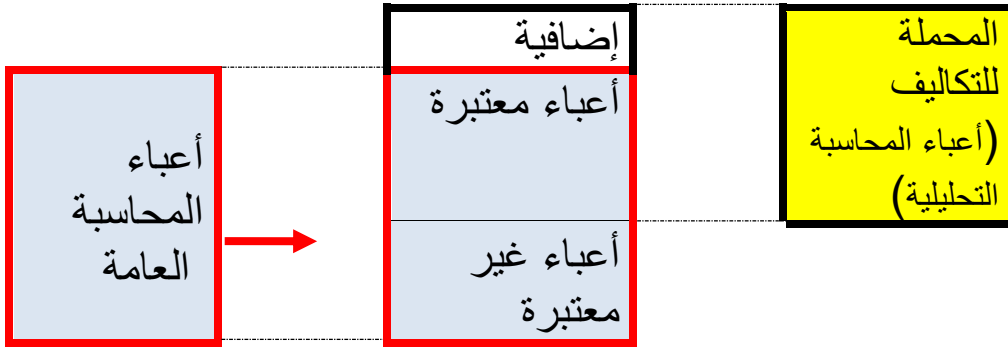 المحملة
للتكاليف
(أعباء المحاسبة
التحليلية)
إضافية
أعباء معتبرة
أعباء غير
معتبرة
أعباء
المحاسبة
العامة